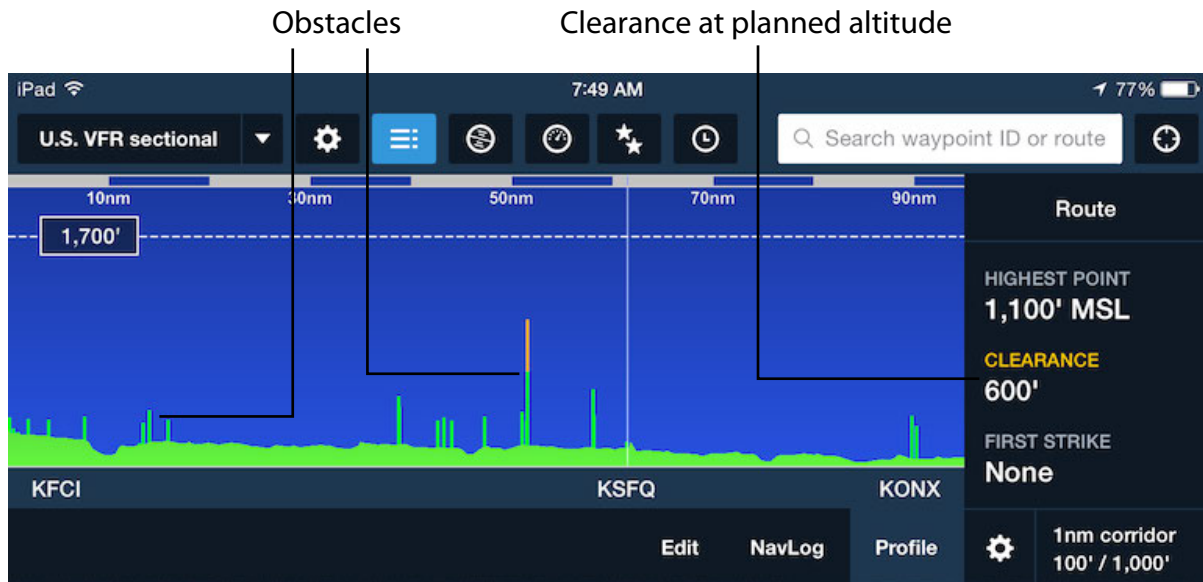 Obstacles
Clearance at planned altitude
iPad
7:49 AM
77%
U.S. VFR sectional
Search waypoint ID or route
10nm
30nm
50nm
70nm
90nm
1,700'
Route
HIGHEST POINT
1,100' MSL
CLEARANCE
600'
FIRST STRIKE
None
KFCI
KSFQ
KONX
Edit
NavLog
Profile
1nm corridor
100' / 1,000'